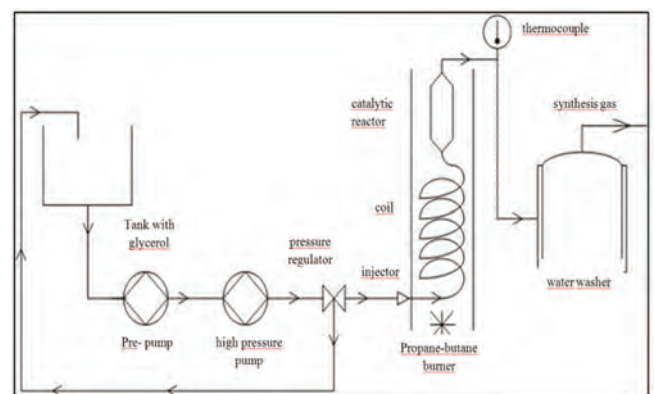 thermocouple
catalytic
reactor
synthesis gas
coil
Tank with
glycerol
pressure
regulator
injector
water washer
Pre- pump
high pressure
pump
Propane-butane
burner